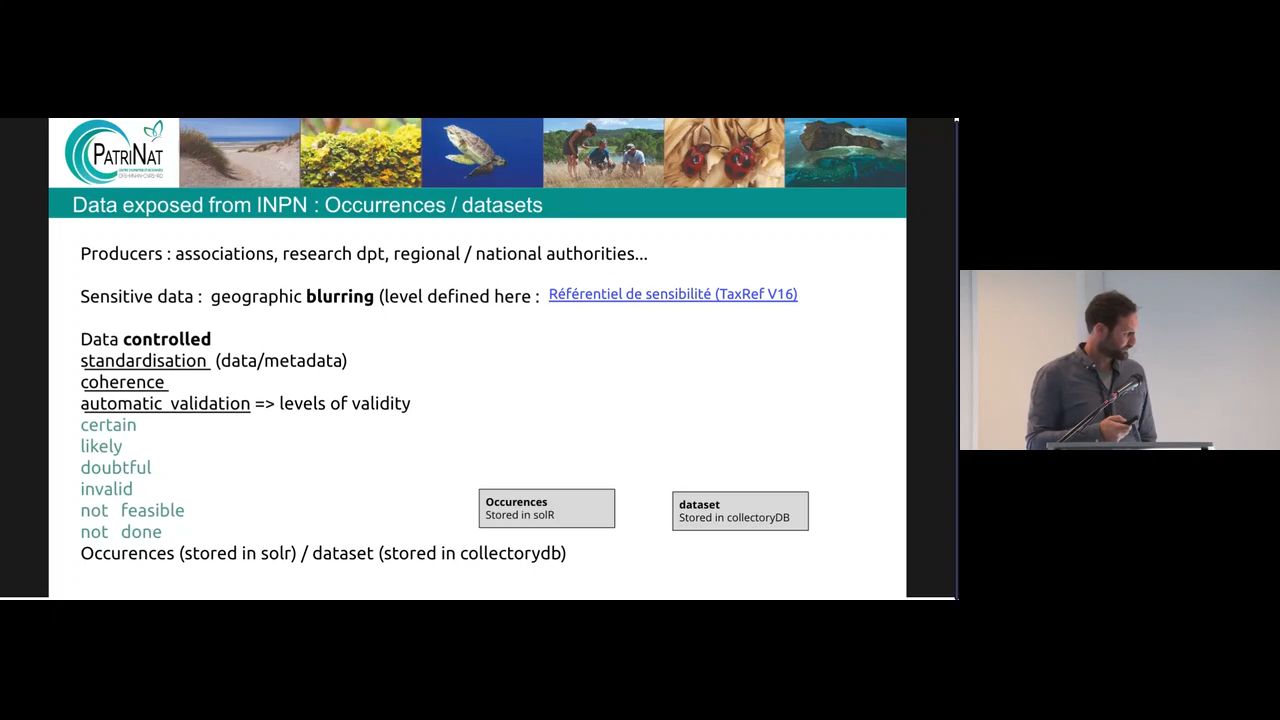 PATRINAT
Data exposed from INPN : Occurrences / datasets
Producers : associations, research dpt, regional / national authorities...
Sensitive data : geographic blurring (level defined here : Référentiel de sensibilité (TaxRef V16)
Data controlled
standardisation (data/metadata)
coherence
automatic validation => levels of validity
certain
likely
doubtful
invalid
not feasible
not done
Occurences
Stored in solR
dataset
Stored in collectoryDB
Occurences (stored in solr) / dataset (stored in collectorydb)